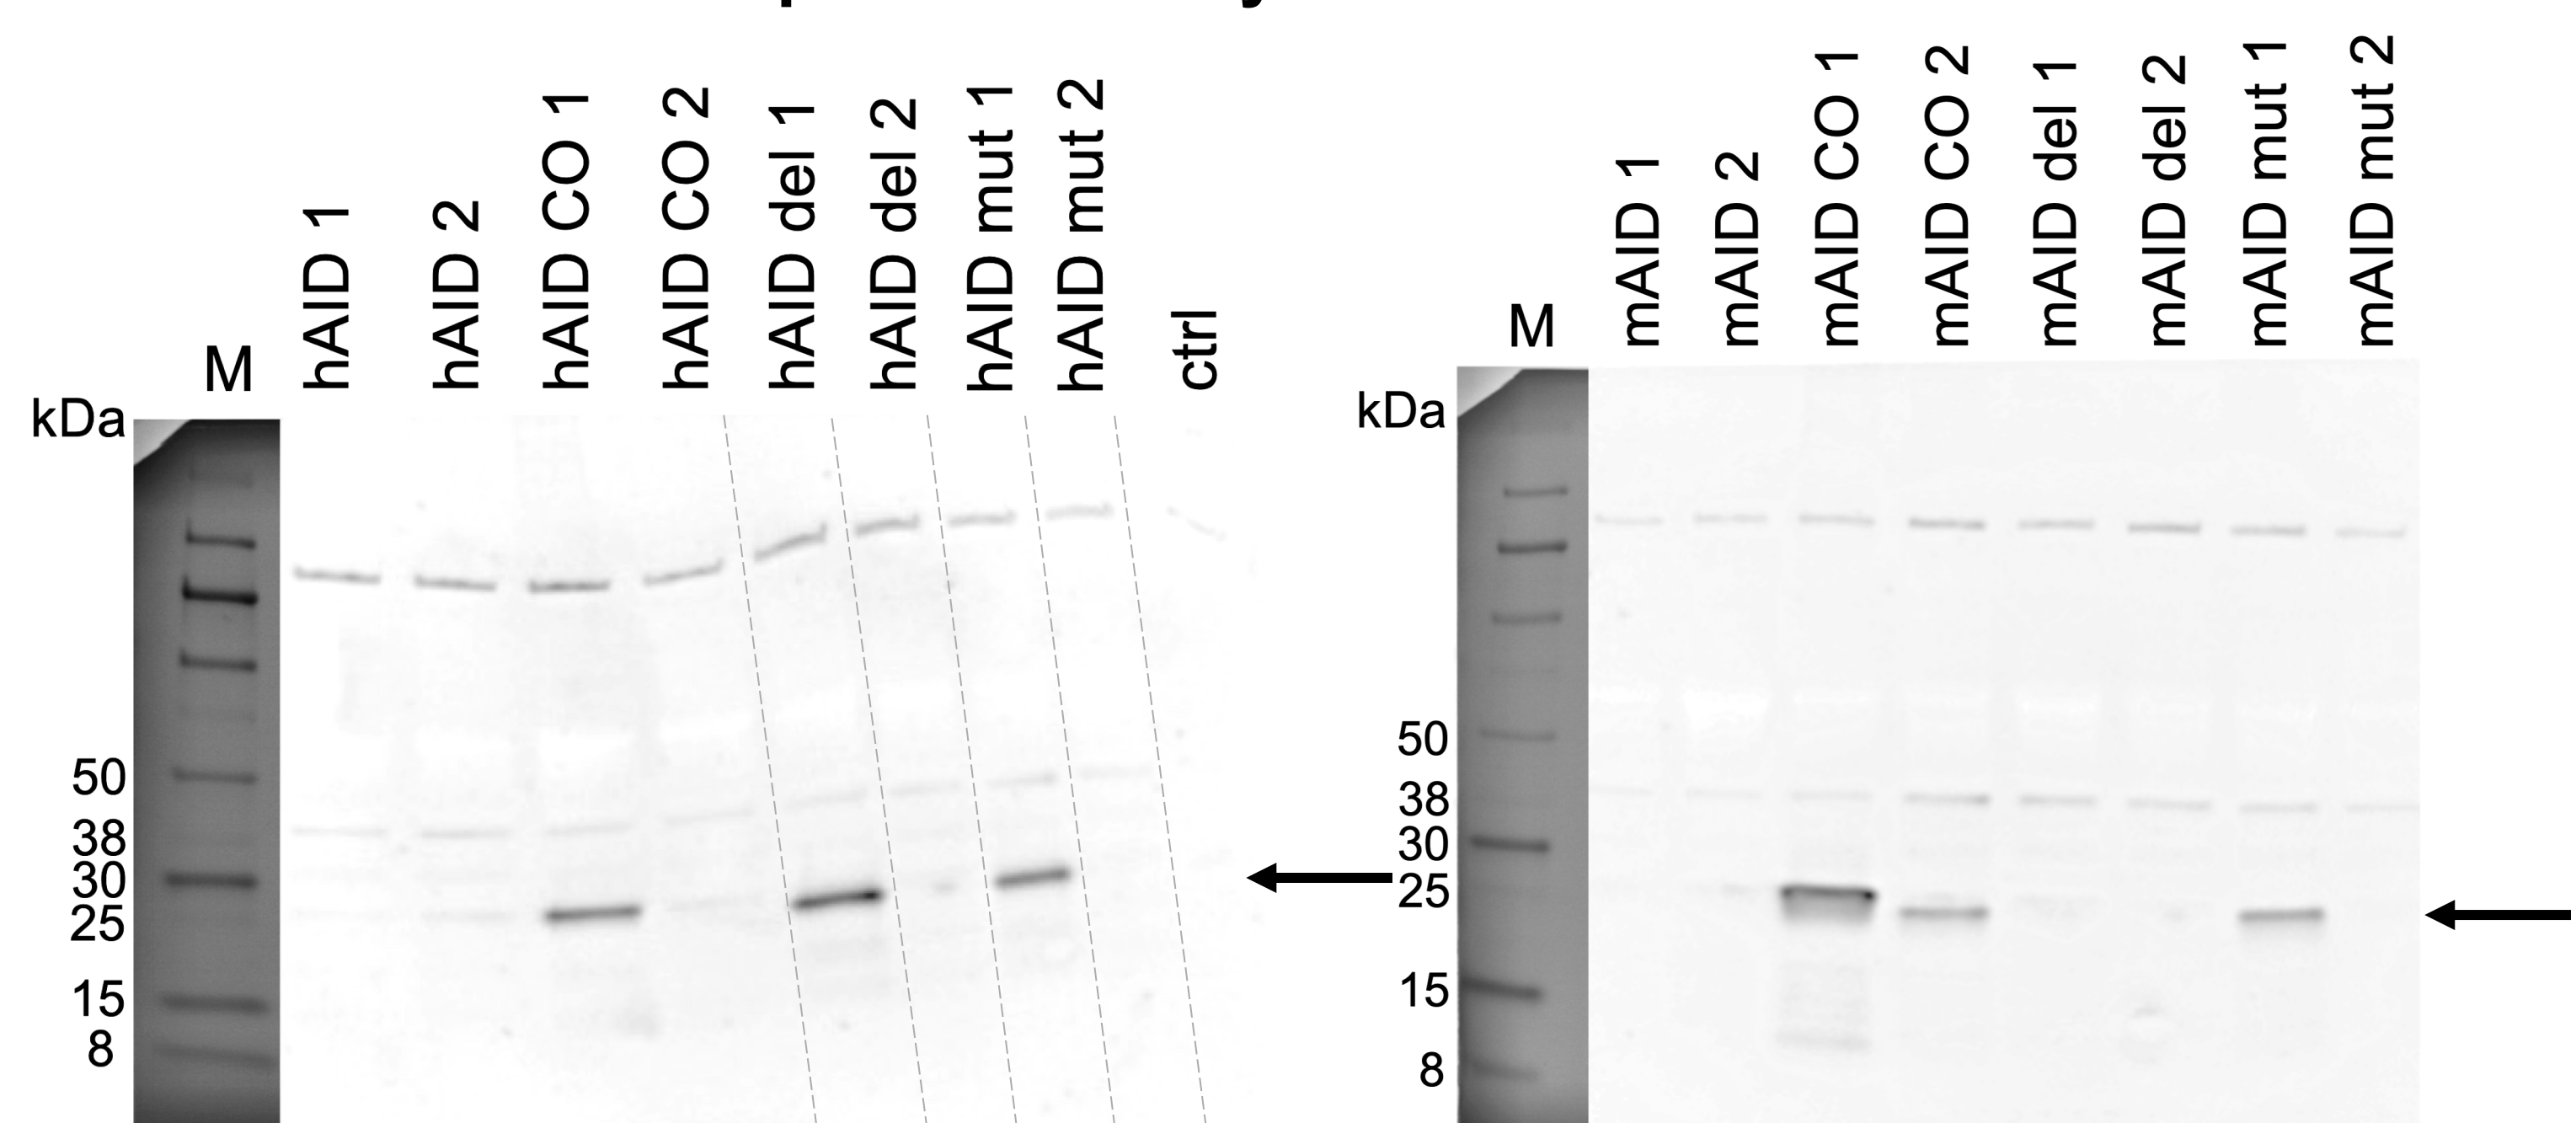 hAID 1
hAID 2
hAID CO 1
hAID CO 2
hAID del 1
hAID del 2
hAID mut 1
hAID mut 2
ctrl
M
kDa
50
38
30
25
15
8
mAID 1
mAID 2
mAID CO 1
mAID CO 2
mAID del 1
mAID del 2
mAID mut 1
mAID mut 2
M
kDa
50
38
30
25
15
8